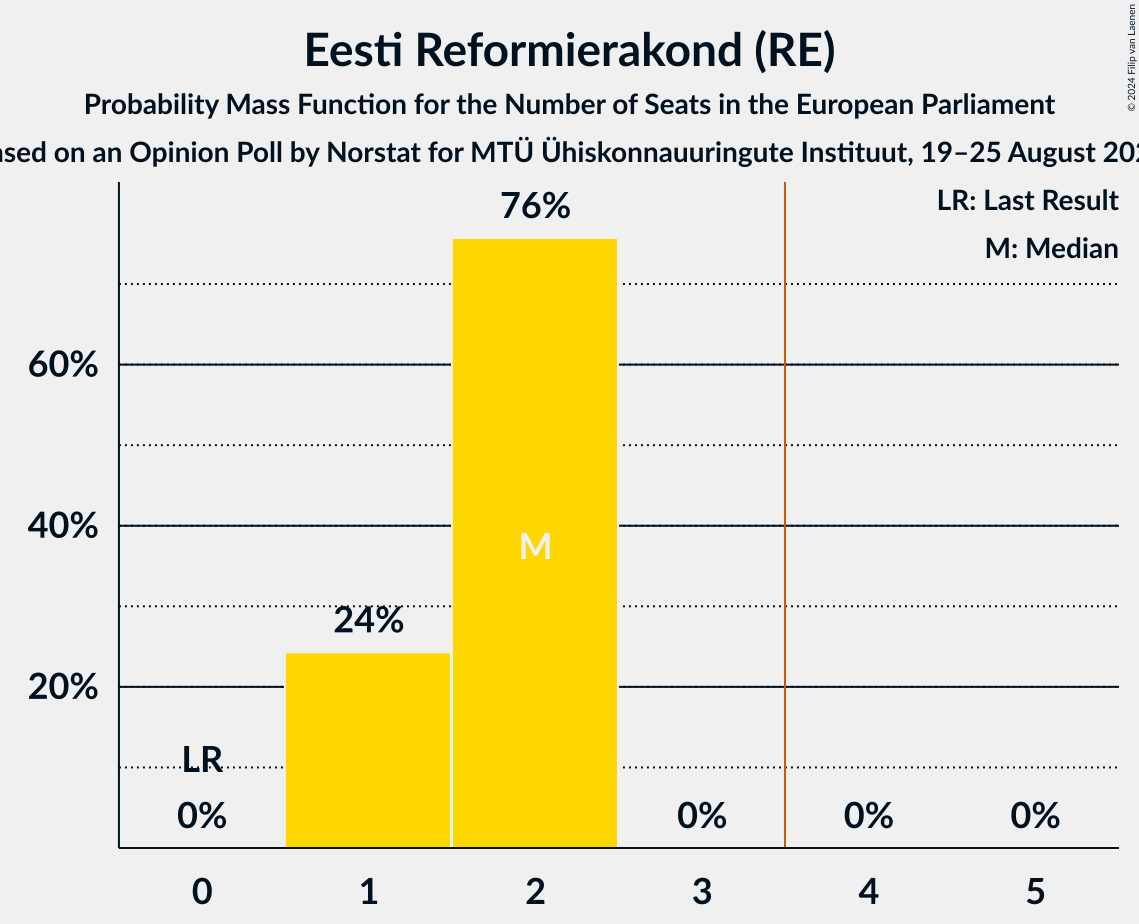 Eesti Reformierakond (RE)
Probability Mass Function for the Number of Seats in the European Parliament
on an Opinion Poll by Norstat for MTÜ Ühiskonnauuringute Instituut, 19–25 August
© 2024 Filip van Laenen
LR: Last Result
M: Median
76%
60%
40%
M
24%
20%
LR
0%
0%
0%
0%
0 1 2 3 4 5